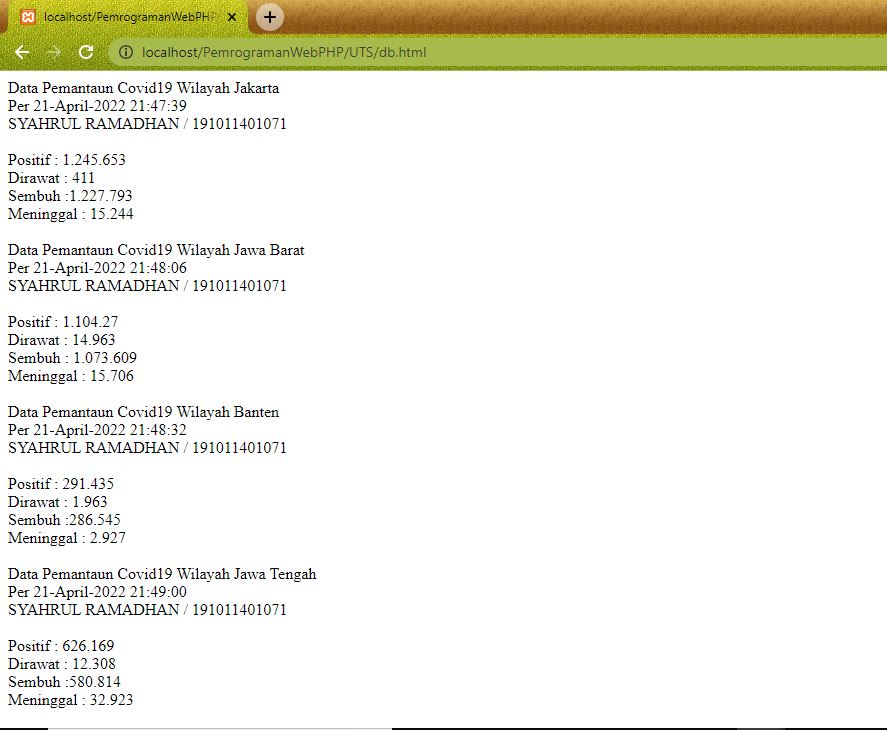 localhost/PemrogramanWebPHP
localhost/PemrogramanWebPHP/UTS/db.html
Data Pemantaun Covid19 Wilayah Jakarta
Per 21-April-2022 21:47:39
SYAHRUL RAMADHAN / 191011401071
Positif : 1.245.653
Dirawat : 411
Sembuh :1.227.793
Meninggal : 15.244
Data Pemantaun Covid19 Wilayah Jawa Barat
Per 21-April-2022 21:48:06
SYAHRUL RAMADHAN / 191011401071
Positif : 1.104.27
Dirawat : 14.963
Sembuh : 1.073.609
Meninggal : 15.706
Data Pemantaun Covid19 Wilayah Banten
Per 21-April-2022 21:48:32
SYAHRUL RAMADHAN / 191011401071
Positif : 291.435
Dirawat : 1.963
Sembuh :286.545
Meninggal : 2.927
Data Pemantaun Covid19 Wilayah Jawa Tengah
Per 21-April-2022 21:49:00
SYAHRUL RAMADHAN / 191011401071
Positif : 626.169
Dirawat : 12.308
Sembuh :580.814
Meninggal : 32.923